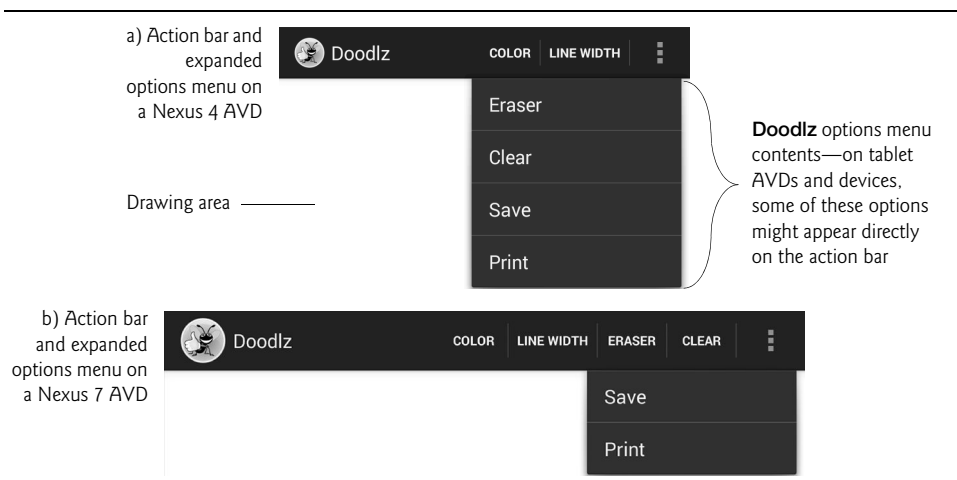 a) Action bar and
expanded
options menu on
a Nexus 4 AVD
Doodlz
COLOR
LINE WIDTH
Eraser
Clear
Save
Print
Drawing area
Doodlz options menu
contents—on tablet
AVDs and devices,
some of these options
might appear directly
on the action bar
b) Action bar
and expanded
options menu on
a Nexus 7 AVD
Doodlz
COLOR
LINE WIDTH
ERASER
CLEAR
Save
Print